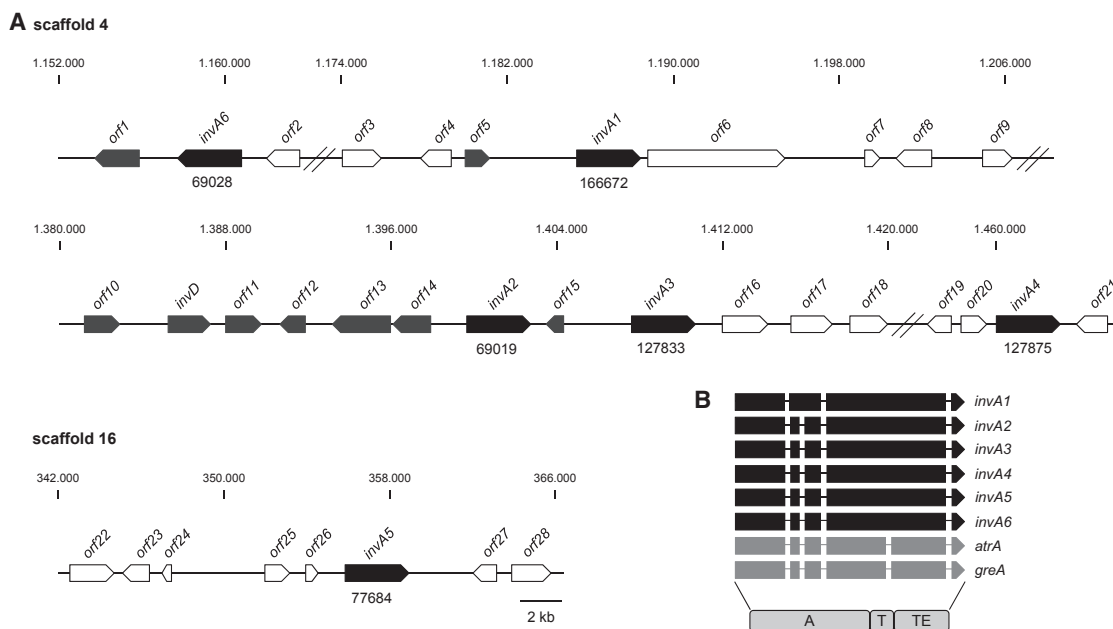 A scaffold 4
1.152.000 1.160.000 1.174.000 1.182.000 1.190.000 1.198.000 1.206.000
orf1 invA6 orf2 orf3 orf4 orf5 invA1 orf6 orf7 orf8 orf9
69028 166672
1.380.000 1.388.000 1.396.000 1.404.000 1.412.000 1.420.000 1.460.000
orf10 invD orf11 orf12 orf13 orf14 invA2 orf15 invA3 orf16 orf17 orf18 orf19 orf20 invA4 orf21
69019 127833 127875
scaffold 16
342.000 350.000 358.000 366.000
orf22 orf23 orf24 orf25 orf26 invA5 orf27 orf28
77684
2 kb
B
invA1
invA2
invA3
invA4
invA5
invA6
atrA
greA
A T TE